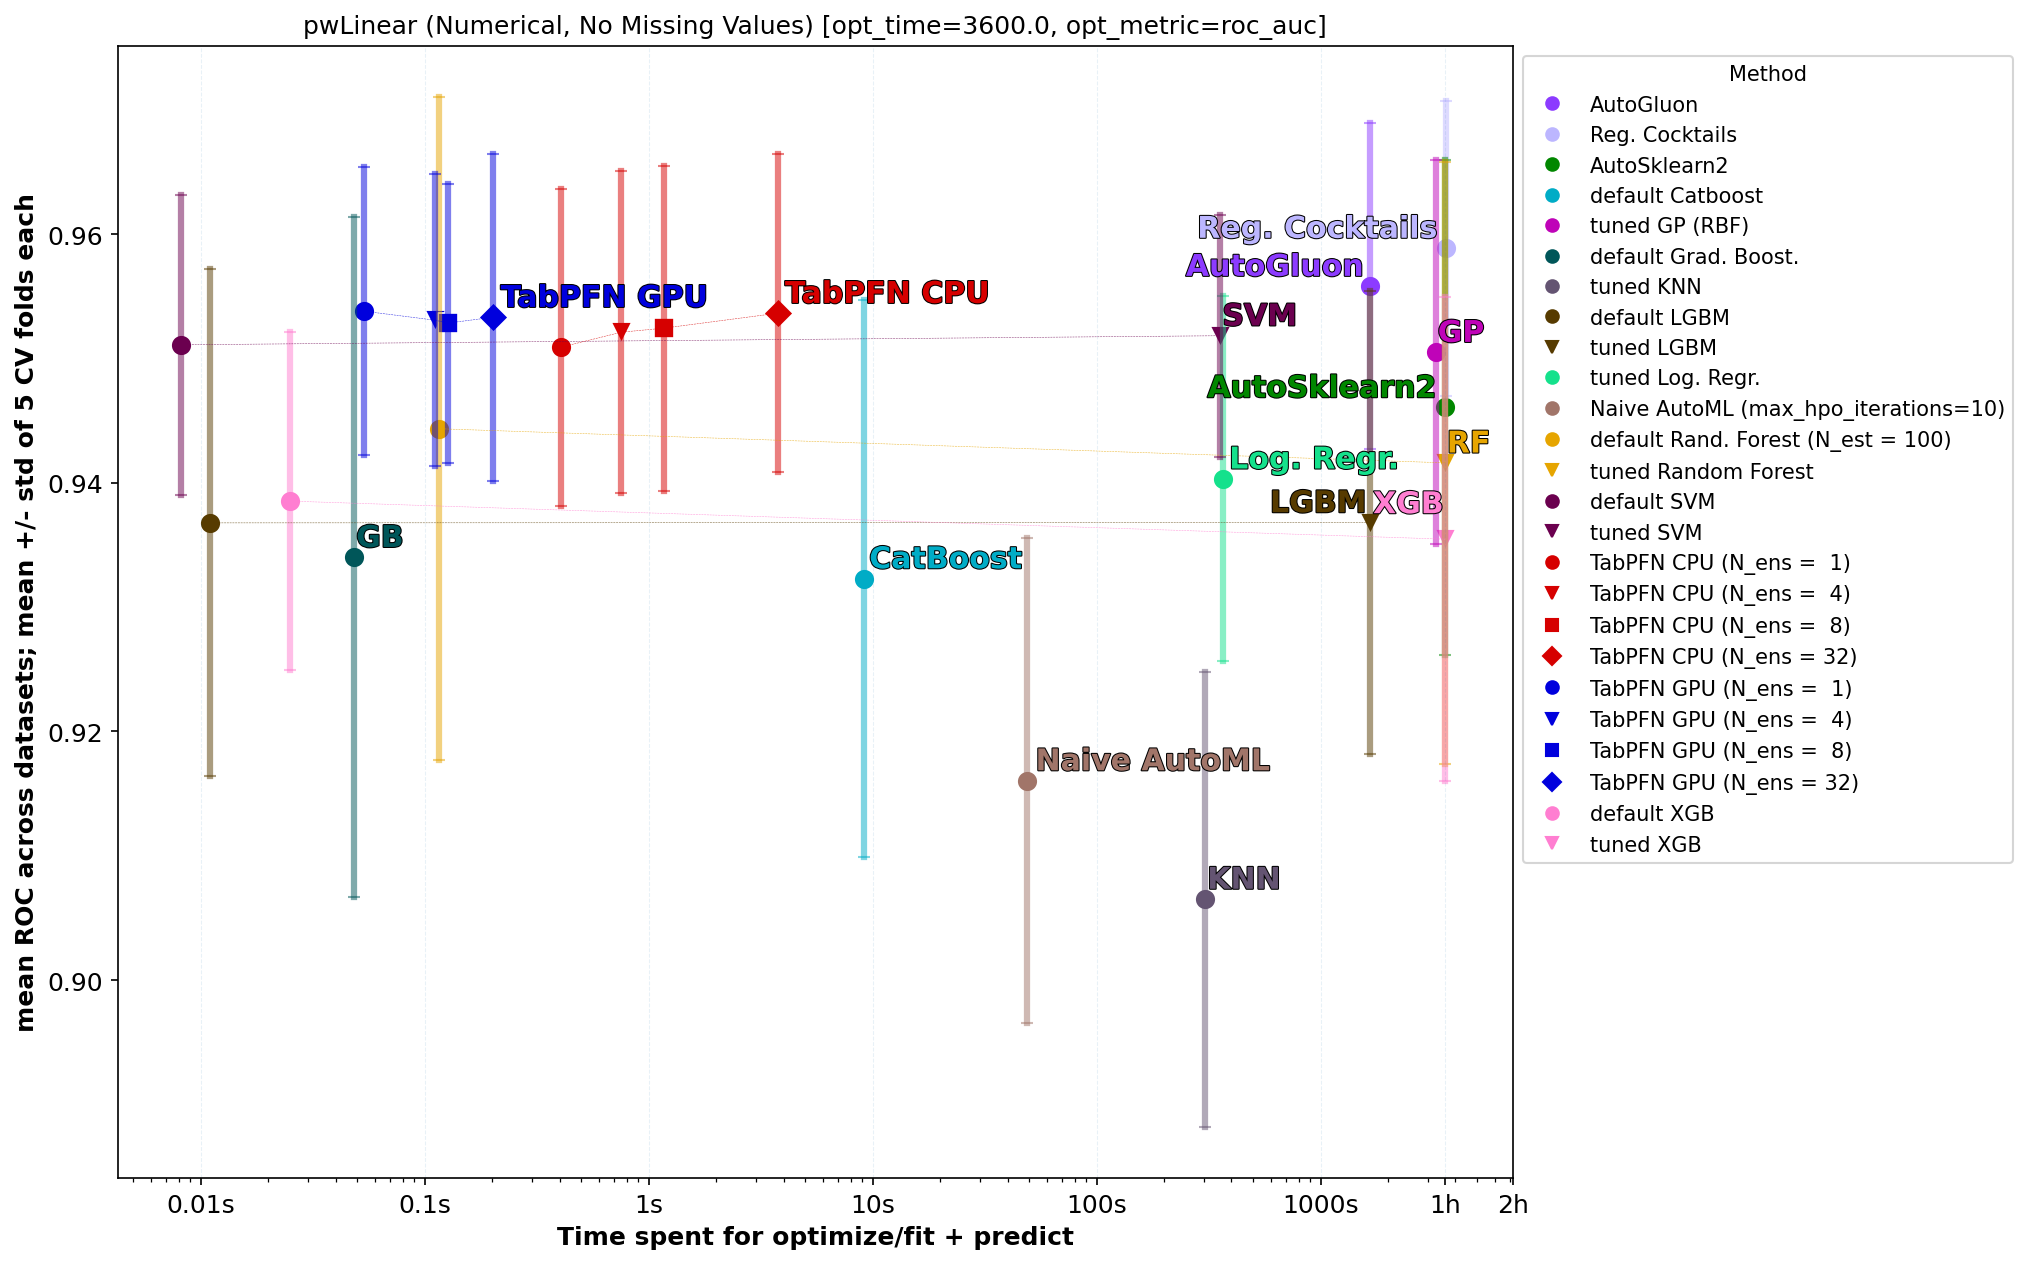 pwLinear (Numerical, No Missing Values) [opt_time=3600.0, opt_metric=roc_auc]
mean ROC across datasets; mean +/- std of 5 CV folds each
0.96
0.94
0.92
0.90
Reg. Cocktails
AutoGluon
TabPFN GPU
TabPFN CPU
SVM
GP
AutoSklearn2
RF
Log. Regr.
LGBM
XGB
GB
CatBoost
Naive AutoML
KNN
0.01s
0.1s
1s
10s
100s
1000s
1h
2h
Time spent for optimize/fit + predict
Method
AutoGluon
Reg. Cocktails
AutoSklearn2
default Catboost
tuned GP (RBF)
default Grad. Boost.
tuned KNN
default LGBM
tuned LGBM
tuned Log. Regr.
Naive AutoML (max_hpo_iterations=10)
default Rand. Forest (N_est = 100)
tuned Random Forest
default SVM
tuned SVM
TabPFN CPU (N_ens =  1)
TabPFN CPU (N_ens =  4)
TabPFN CPU (N_ens =  8)
TabPFN CPU (N_ens = 32)
TabPFN GPU (N_ens =  1)
TabPFN GPU (N_ens =  4)
TabPFN GPU (N_ens =  8)
TabPFN GPU (N_ens = 32)
default XGB
tuned XGB